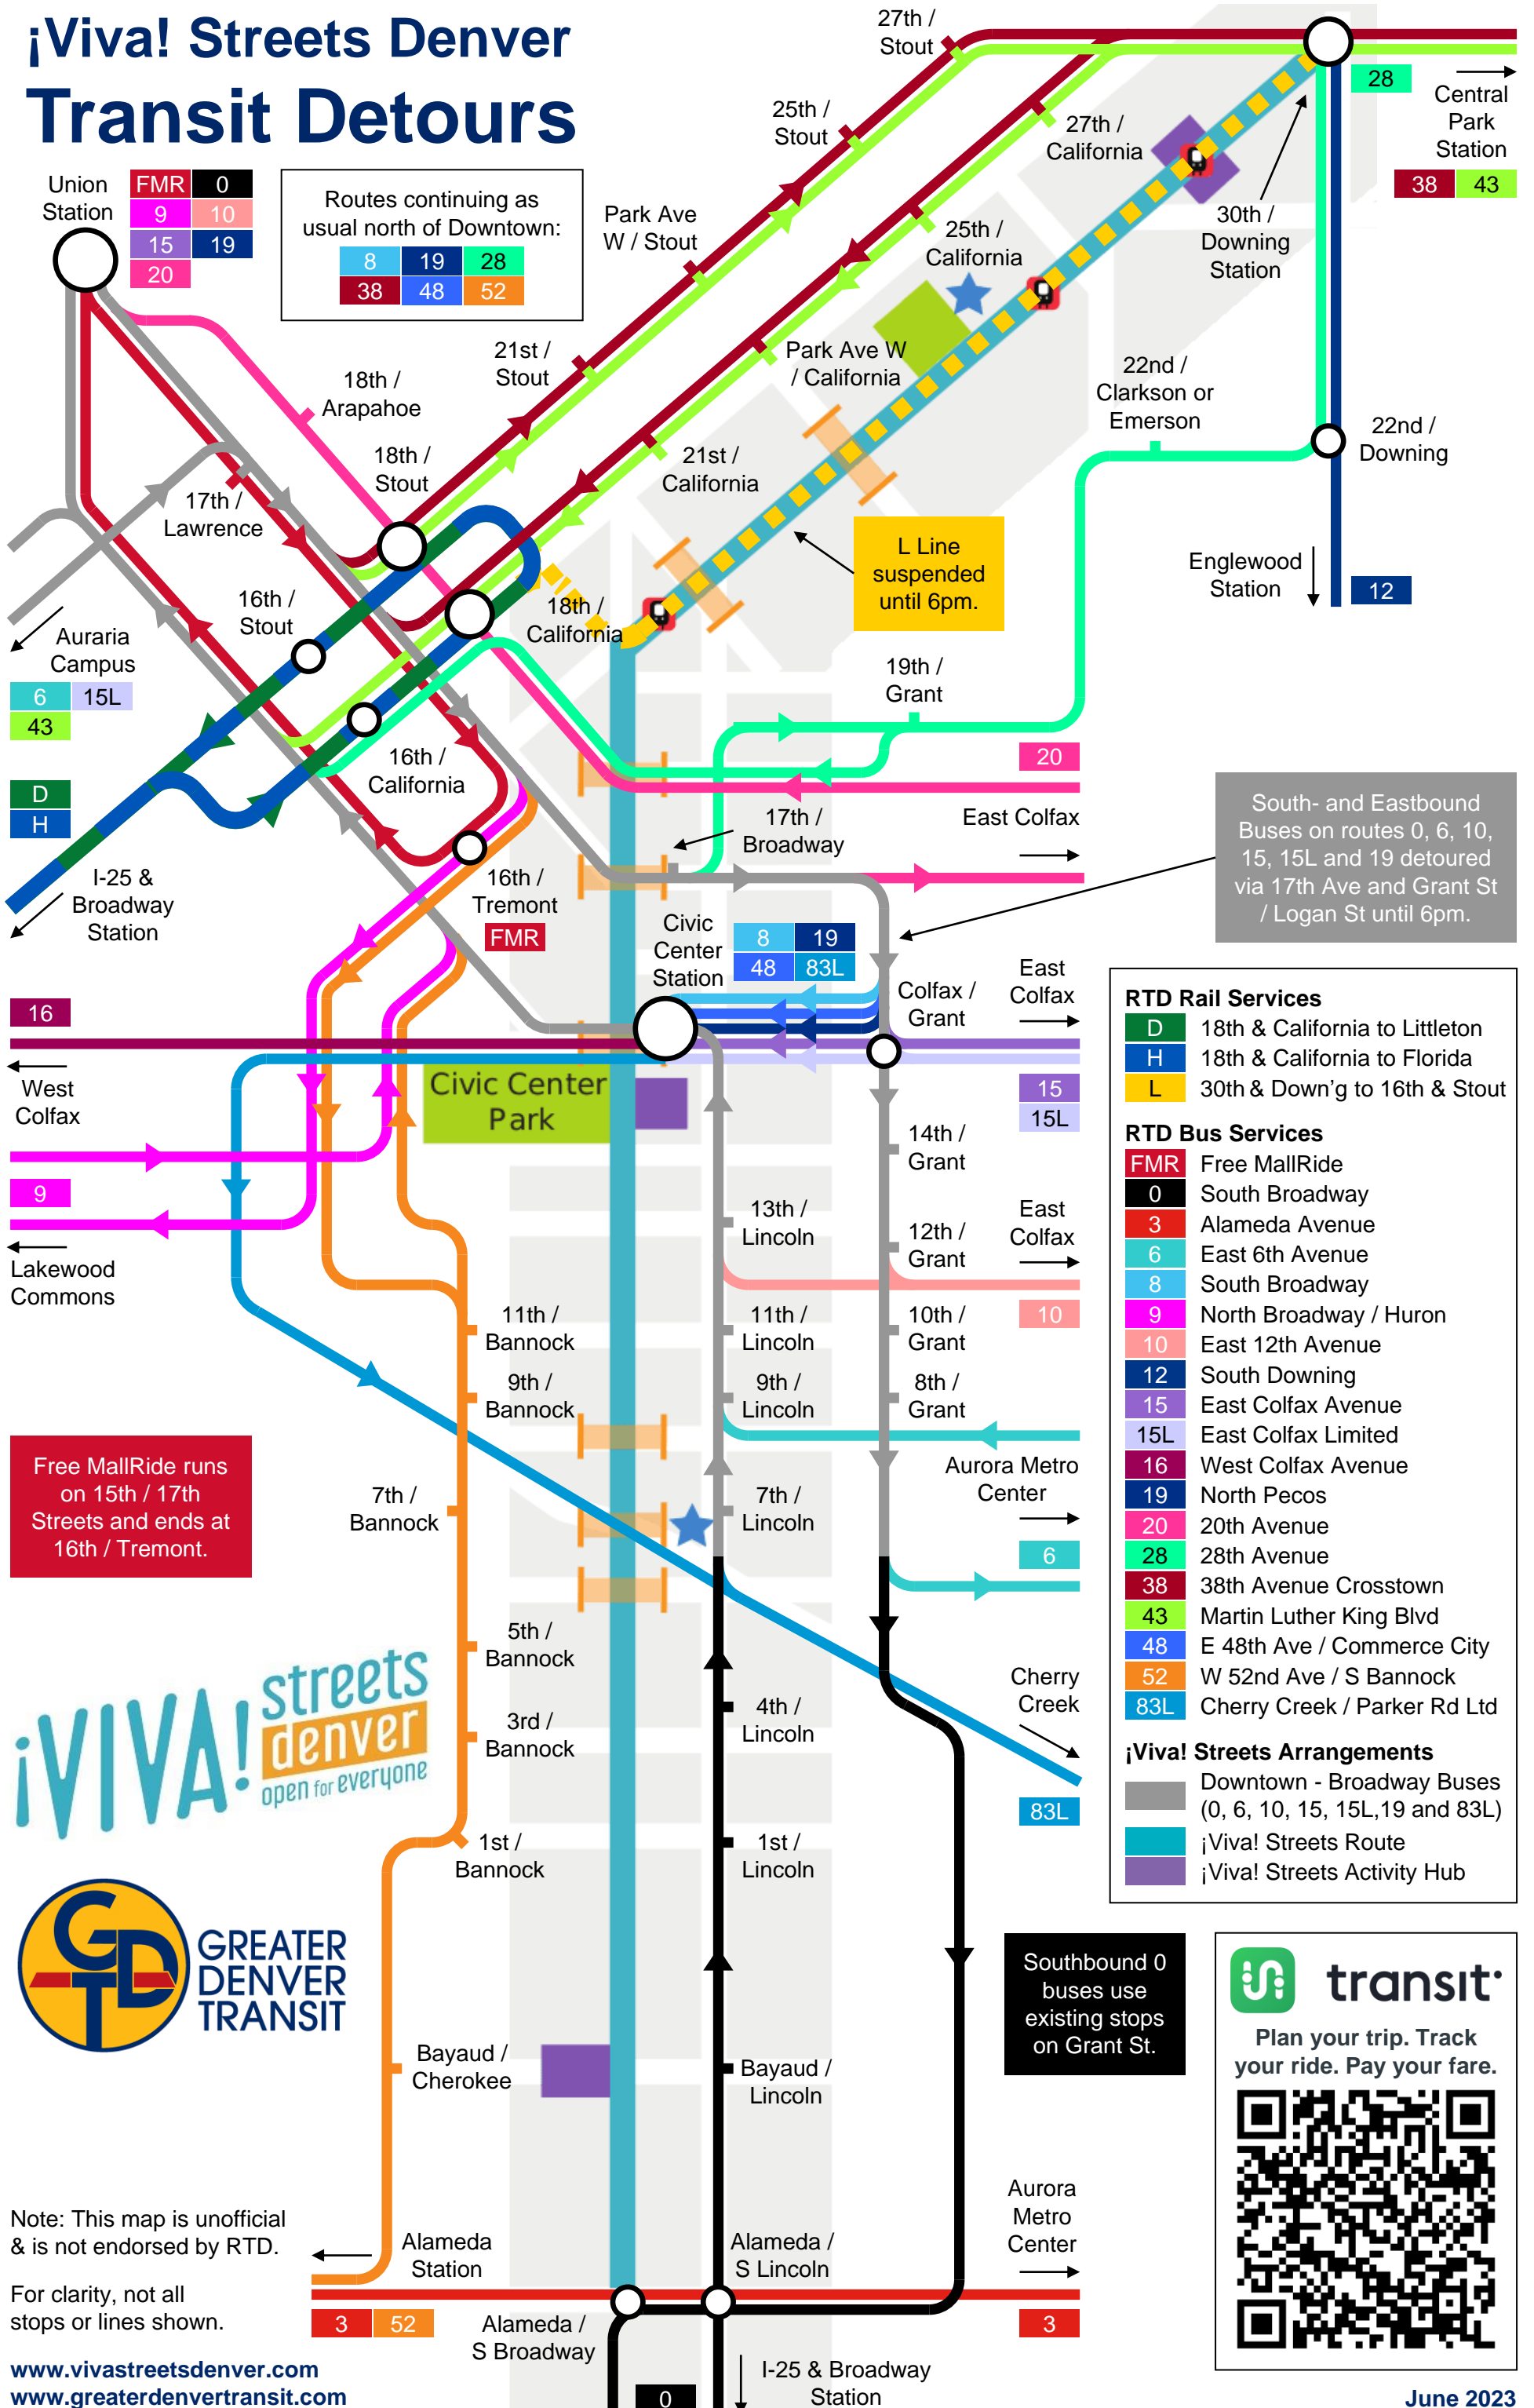 ¡Viva! Streets Denver
Transit Detours
Union
Station
FMR 0
9 10
15 19
20
Routes continuing as
usual north of Downtown:
8 19 28
38 48 52
27th /
Stout
25th /
Stout
Park Ave
W / Stout
21st /
Stout
18th /
Stout
18th /
Arapahoe
17th /
Lawrence
16th /
Stout
27th /
California
25th /
California
Park Ave W
/ California
21st /
California
18th /
California
16th /
California
28
Central
Park
Station
38 43
30th /
Downing
Station
22nd /
Clarkson or
Emerson
22nd /
Downing
Englewood
Station
12
L Line
suspended
until 6pm.
Auraria
Campus
6 15L
43
D
H
I-25 &
Broadway
Station
19th /
Grant
20
East Colfax
17th /
Broadway
South- and Eastbound
Buses on routes 0, 6, 10,
15, 15L and 19 detoured
via 17th Ave and Grant St
/ Logan St until 6pm.
16th /
Tremont
FMR
Civic
Center
Station
8 19
48 83L
Colfax /
Grant
East
Colfax
15
15L
16
West
Colfax
Civic Center
Park
9
Lakewood
Commons
14th /
Grant
13th /
Lincoln
12th /
Grant
East
Colfax
10
11th /
Bannock
11th /
Lincoln
10th /
Grant
9th /
Bannock
9th /
Lincoln
8th /
Grant
Aurora Metro
Center
6
7th /
Bannock
7th /
Lincoln
Free MallRide runs
on 15th / 17th
Streets and ends at
16th / Tremont.
5th /
Bannock
4th /
Lincoln
3rd /
Bannock
Cherry
Creek
83L
1st /
Bannock
1st /
Lincoln
¡VIVA! streets
denver
open for everyone
GDT
GREATER
DENVER
TRANSIT
Bayaud /
Cherokee
Bayaud /
Lincoln
Southbound 0
buses use
existing stops
on Grant St.
RTD Rail Services
D 18th & California to Littleton
H 18th & California to Florida
L 30th & Down'g to 16th & Stout
RTD Bus Services
FMR Free MallRide
0 South Broadway
3 Alameda Avenue
6 East 6th Avenue
8 South Broadway
9 North Broadway / Huron
10 East 12th Avenue
12 South Downing
15 East Colfax Avenue
15L East Colfax Limited
16 West Colfax Avenue
19 North Pecos
20 20th Avenue
28 28th Avenue
38 38th Avenue Crosstown
43 Martin Luther King Blvd
48 E 48th Ave / Commerce City
52 W 52nd Ave / S Bannock
83L Cherry Creek / Parker Rd Ltd
¡Viva! Streets Arrangements
Downtown - Broadway Buses
(0, 6, 10, 15, 15L,19 and 83L)
¡Viva! Streets Route
¡Viva! Streets Activity Hub
transit
Plan your trip. Track
your ride. Pay your fare.
Note: This map is unofficial
& is not endorsed by RTD.
For clarity, not all
stops or lines shown.
Alameda
Station
3 52
Alameda /
S Broadway
Alameda /
S Lincoln
Aurora
Metro
Center
3
0
I-25 & Broadway
Station
www.vivastreetsdenver.com
www.greaterdenvertransit.com
June 2023